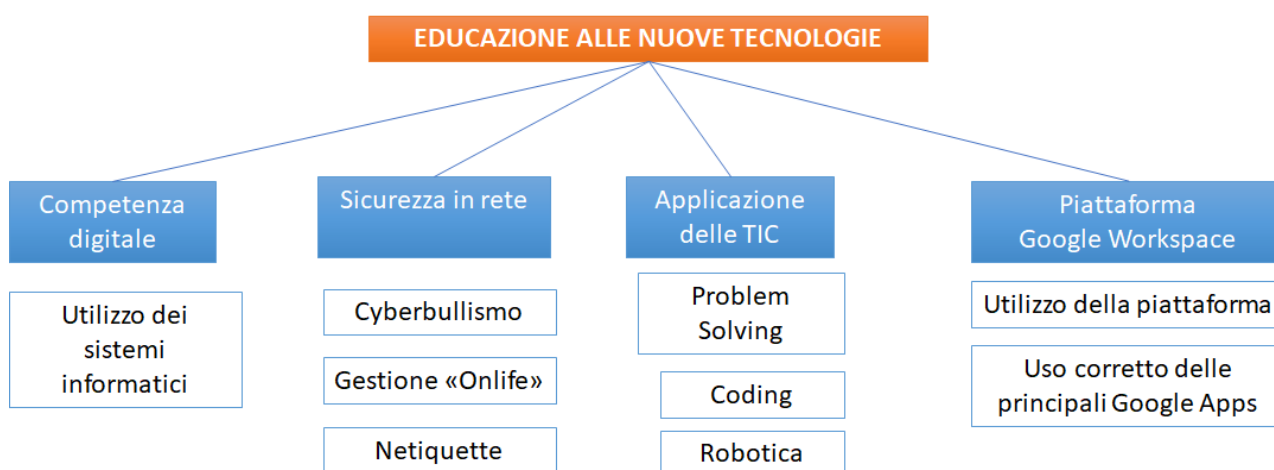 EDUCAZIONE ALLE NUOVE TECNOLOGIE
Competenza
digitale
Utilizzo dei
sistemi
informatici
Sicurezza in rete
Cyberbullismo
Gestione «Onlife»
Netiquette
Applicazione
delle TIC
Problem
Solving
Coding
Robotica
Piattaforma
Google Workspace
Utilizzo della piattaforma
Uso corretto delle
principali Google Apps